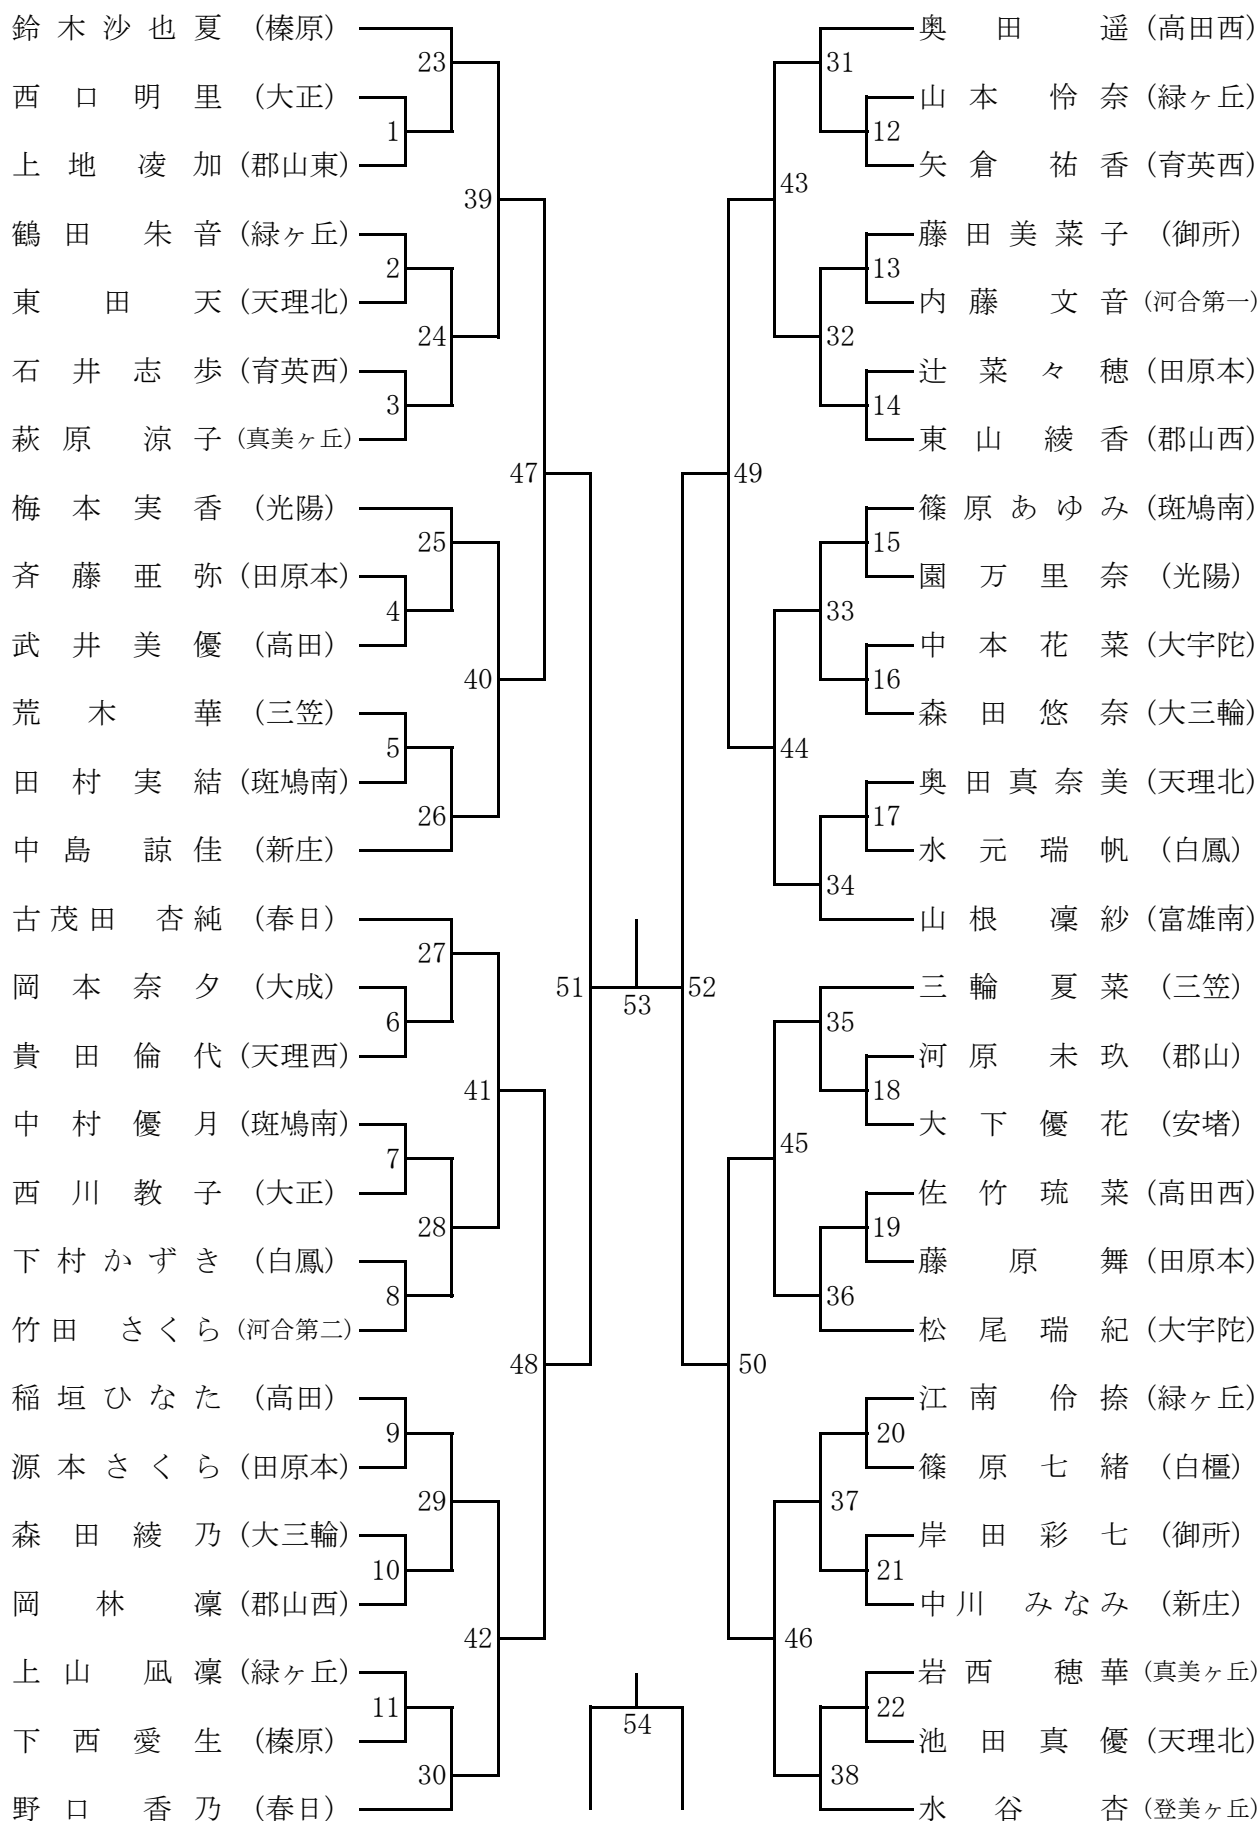 鈴木沙也夏 (榛原)
23
西口明里 (大正)
1
上地凌加 (郡山東)
39
鶴田朱音 (緑ヶ丘)
2
東田天 (天理北)
24
石井志歩 (育英西)
3
萩原涼子 (真美ヶ丘)
47
梅本実香 (光陽)
25
斉藤亜弥 (田原本)
4
武井美優 (高田)
40
荒木華 (三笠)
5
田村実結 (斑鳩南)
26
中島諒佳 (新庄)
古茂田杏純 (春日)
27
岡本奈夕 (大成)
51
6
貴田倫代 (天理西)
41
中村優月 (斑鳩南)
7
西川教子 (大正)
28
下村かずき (白鳳)
8
竹田さくら (河合第二)
48
稲垣ひなた (高田)
9
源本さくら (田原本)
29
森田綾乃 (大三輪)
10
岡林凜 (郡山西)
42
上山凪凜 (緑ヶ丘)
11
下西愛生 (榛原)
30
野口香乃 (春日)
53
54
奥田遥 (高田西)
31
山本怜奈 (緑ヶ丘)
12
矢倉祐香 (育英西)
43
藤田美菜子 (御所)
13
内藤文音 (河合第一)
32
辻菜々穂 (田原本)
14
東山綾香 (郡山西)
49
篠原あゆみ (斑鳩南)
15
園万里奈 (光陽)
33
中本花菜 (大宇陀)
16
森田悠奈 (大三輪)
44
奥田真奈美 (天理北)
17
水元瑞帆 (白鳳)
34
山根凜紗 (富雄南)
52
三輪夏菜 (三笠)
35
河原未玖 (郡山)
18
大下優花 (安堵)
45
佐竹琉菜 (高田西)
19
藤原舞 (田原本)
36
松尾瑞紀 (大宇陀)
50
江南伶捺 (緑ヶ丘)
20
篠原七緒 (白橿)
37
岸田彩七 (御所)
21
中川みなみ (新庄)
46
岩西穂華 (真美ヶ丘)
22
池田真優 (天理北)
38
水谷杏 (登美ヶ丘)